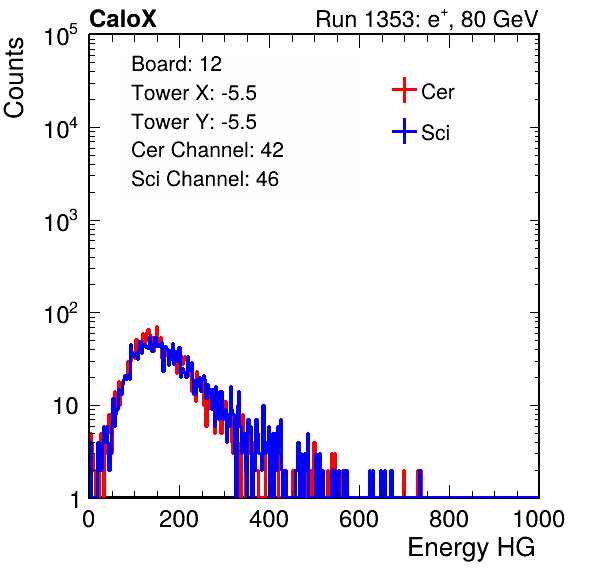 CaloX Run 1353: e⁺, 80 GeV
Counts
10⁵
10⁴
10³
10²
10
1
Board: 12
Tower X: -5.5
Tower Y: -5.5
Cer Channel: 42
Sci Channel: 46
Cer
Sci
0 200 400 600 800 1000
Energy HG